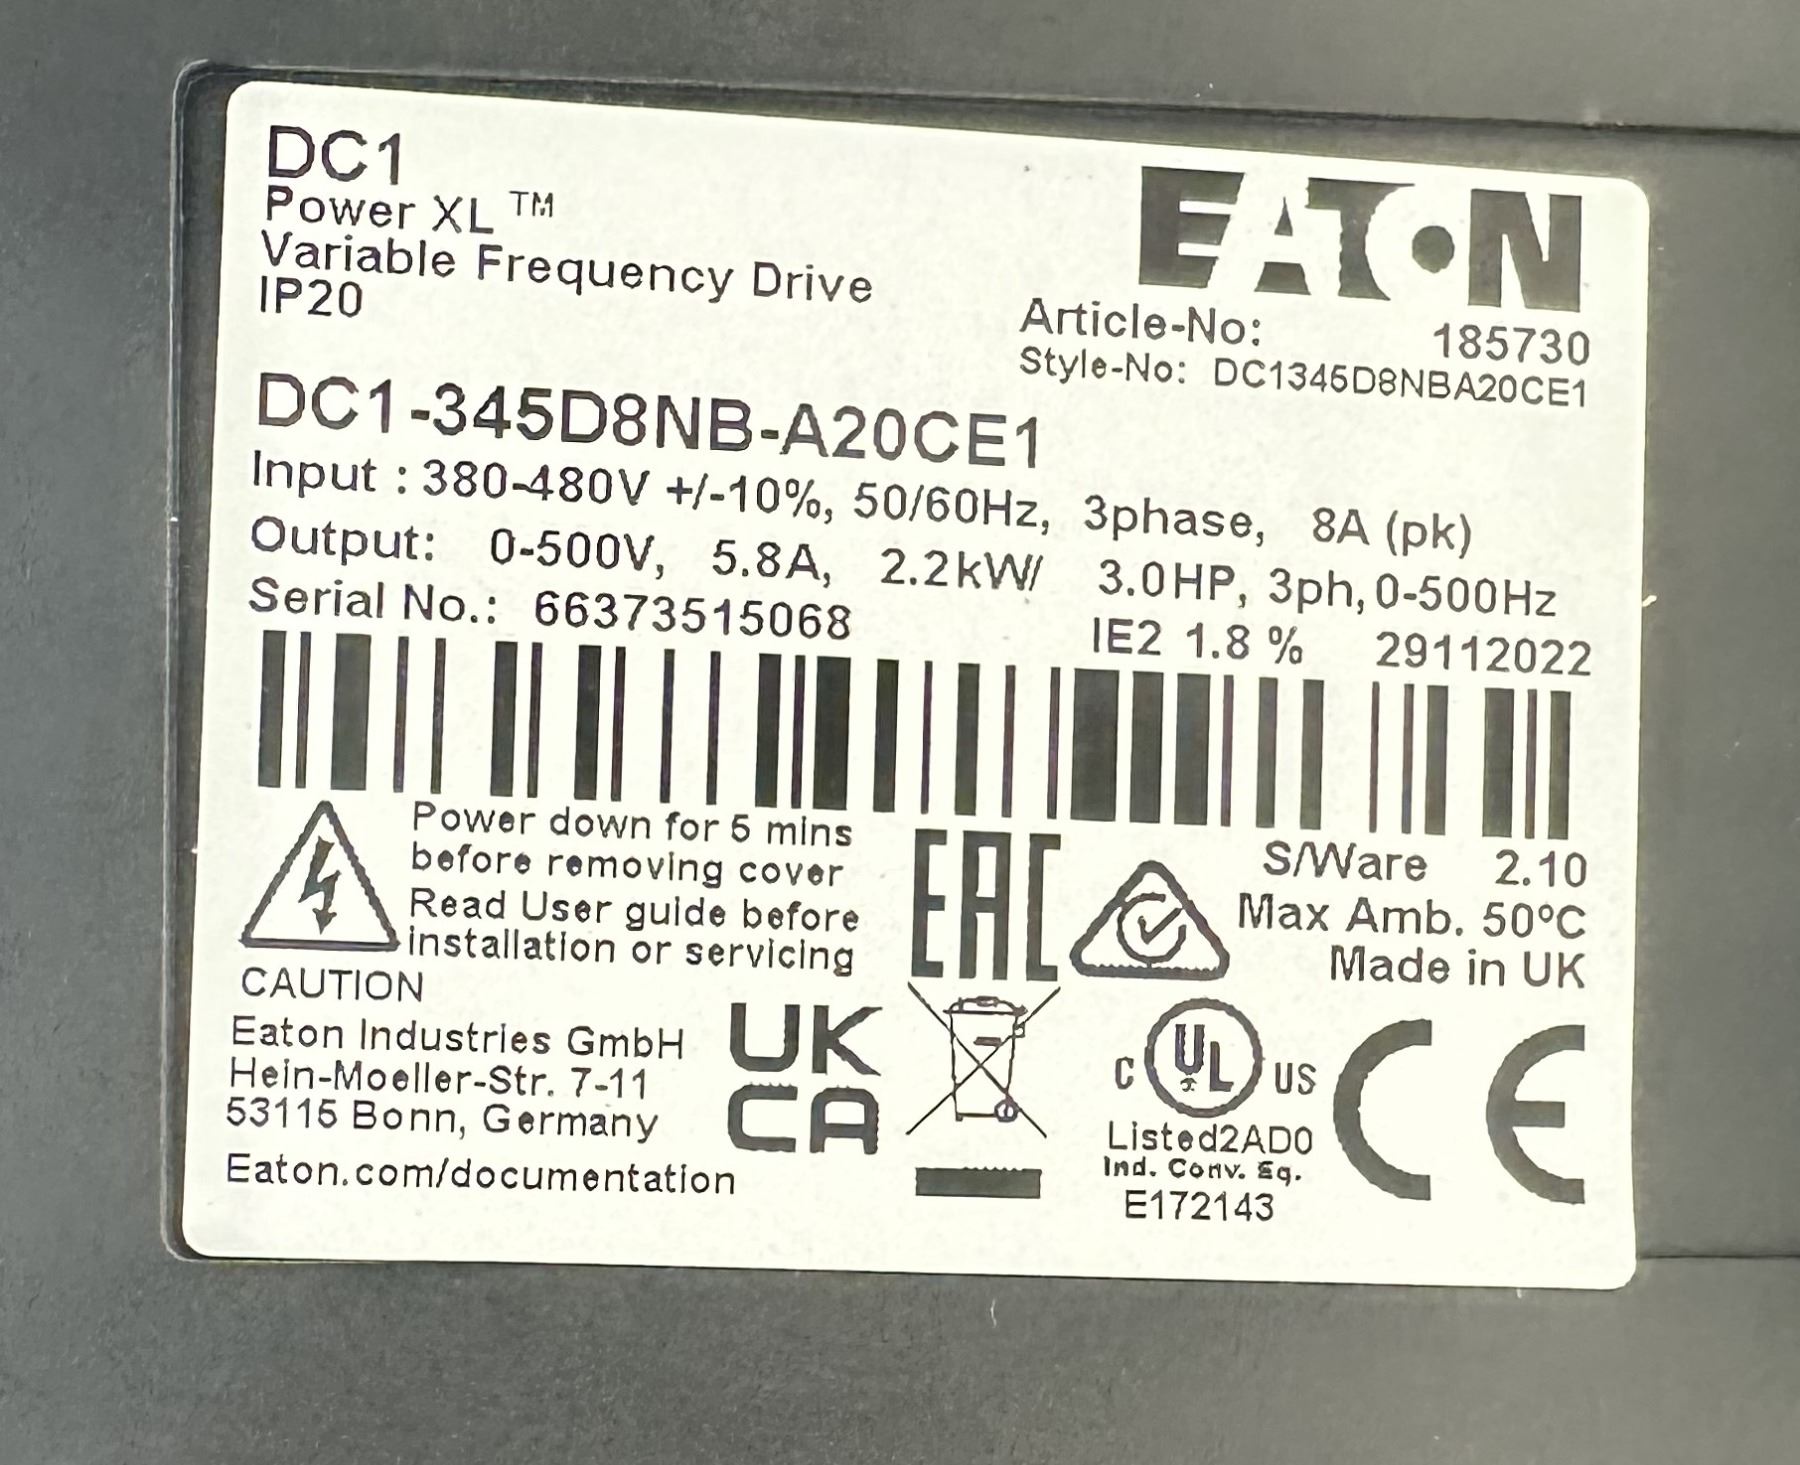 DC1
Power XL™
Variable Frequency Drive
IP20
EATON
Article-No: 185730
Style-No: DC1345D8NBA20CE1
DC1-345D8NB-A20CE1
Input : 380-480V +/-10%, 50/60Hz, 3phase, 8A (pk)
Output: 0-500V, 5.8A, 2.2kW/ 3.0HP, 3ph, 0-500Hz
Serial No.: 66373515068
IE2 1.8 % 29112022
Power down for 5 mins
before removing cover
Read User guide before
installation or servicing
CAUTION
EAC
S/Ware 2.10
Max Amb. 50ºC
Made in UK
Eaton Industries GmbH
Hein-Moeller-Str. 7-11
53115 Bonn, Germany
Eaton.com/documentation
UK
CA
C UL US
Listed2AD0
Ind. Conv. Eq.
E172143
CE